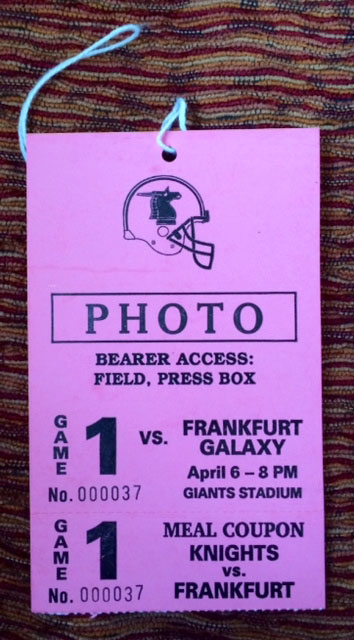 PHOTO
BEARER ACCESS:
FIELD, PRESS BOX
GAME 1 vs. FRANKFURT
GALAXY
April 6 – 8 PM
No. 000037 GIANTS STADIUM
GAME 1 MEAL COUPON
KNIGHTS
vs.
No. 000037 FRANKFURT